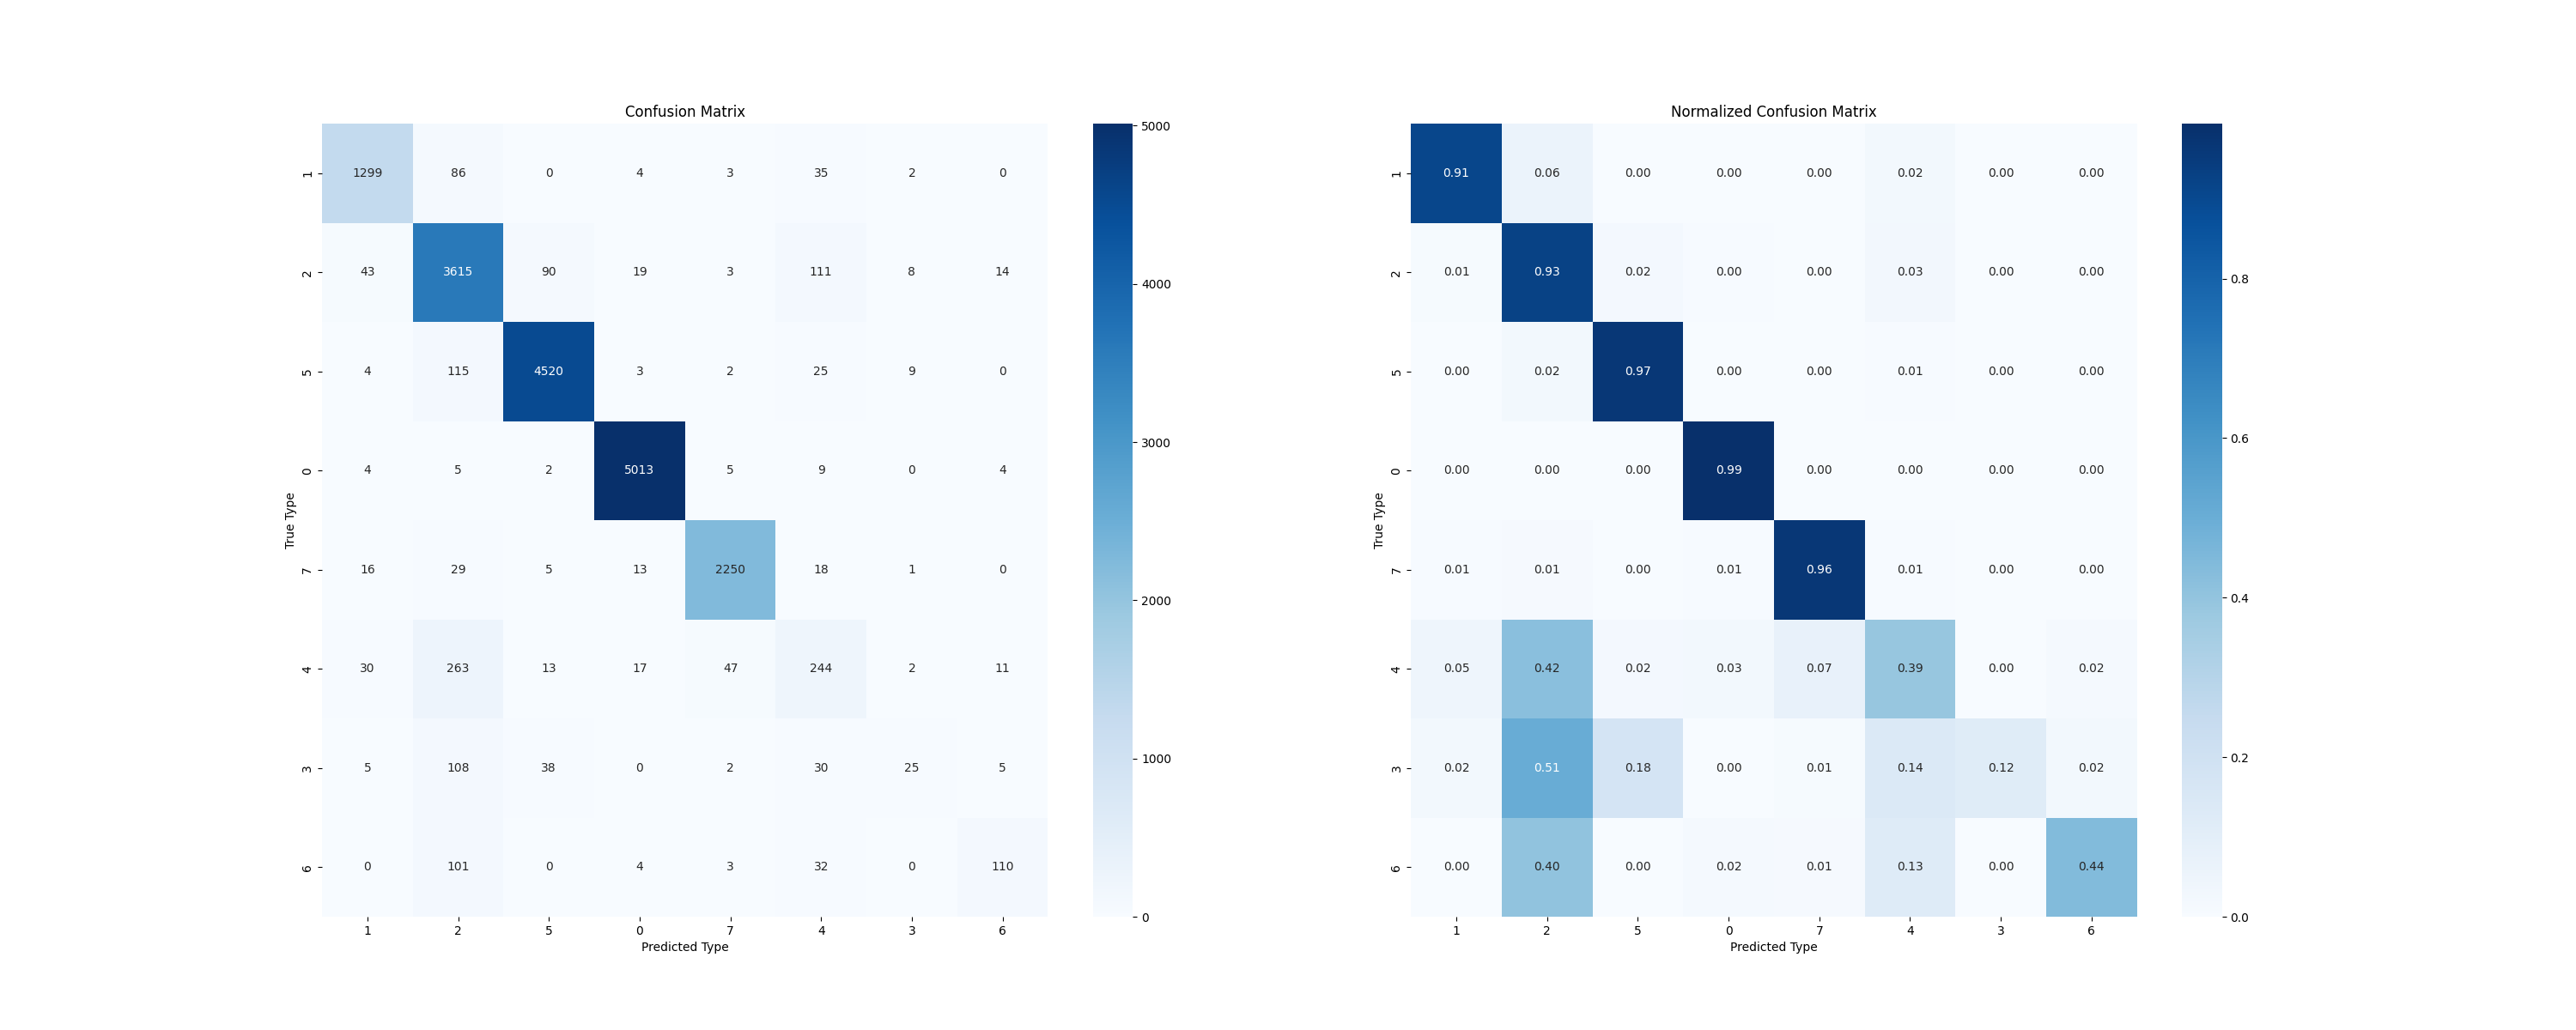 Confusion Matrix
True Type
1 1299 86 0 4 3 35 2 0
2 43 3615 90 19 3 111 8 14
5 4 115 4520 3 2 25 9 0
0 4 5 2 5013 5 9 0 4
7 16 29 5 13 2250 18 1 0
4 30 263 13 17 47 244 2 11
3 5 108 38 0 2 30 25 5
6 0 101 0 4 3 32 0 110
1 2 5 0 7 4 3 6
Predicted Type
5000
4000
3000
2000
1000
0
Normalized Confusion Matrix
True Type
1 0.91 0.06 0.00 0.00 0.00 0.02 0.00 0.00
2 0.01 0.93 0.02 0.00 0.00 0.03 0.00 0.00
5 0.00 0.02 0.97 0.00 0.00 0.01 0.00 0.00
0 0.00 0.00 0.00 0.99 0.00 0.00 0.00 0.00
7 0.01 0.01 0.00 0.01 0.96 0.01 0.00 0.00
4 0.05 0.42 0.02 0.03 0.07 0.39 0.00 0.02
3 0.02 0.51 0.18 0.00 0.01 0.14 0.12 0.02
6 0.00 0.40 0.00 0.02 0.01 0.13 0.00 0.44
1 2 5 0 7 4 3 6
Predicted Type
0.8
0.6
0.4
0.2
0.0